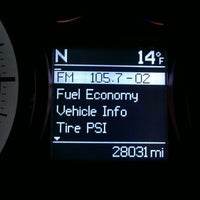 N 14°F
FM 105.7-02
Fuel Economy
Vehicle Info
Tire PSI
28031 mi